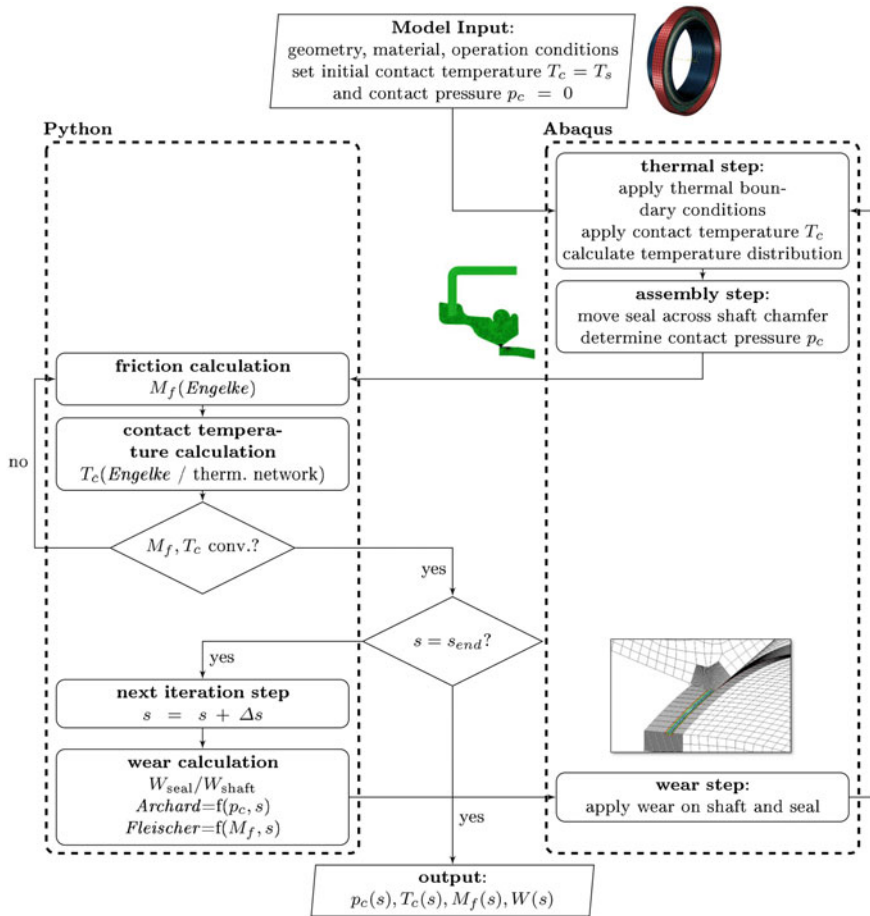 Model Input:
geometry, material, operation conditions
set initial contact temperature T_c = T_s
and contact pressure p_c = 0
Python
Abaqus
thermal step:
apply thermal boun-
dary conditions
apply contact temperature T_c
calculate temperature distribution
assembly step:
move seal across shaft chamfer
determine contact pressure p_c
friction calculation
M_f(Engelke)
contact tempera-
ture calculation
T_c(Engelke / therm. network)
no
M_f, T_c conv.?
yes
s = s_end?
yes
next iteration step
s = s + Δs
wear calculation
W_seal/W_shaft
Archard=f(p_c, s)
Fleischer=f(M_f, s)
wear step:
apply wear on shaft and seal
yes
output:
p_c(s), T_c(s), M_f(s), W(s)